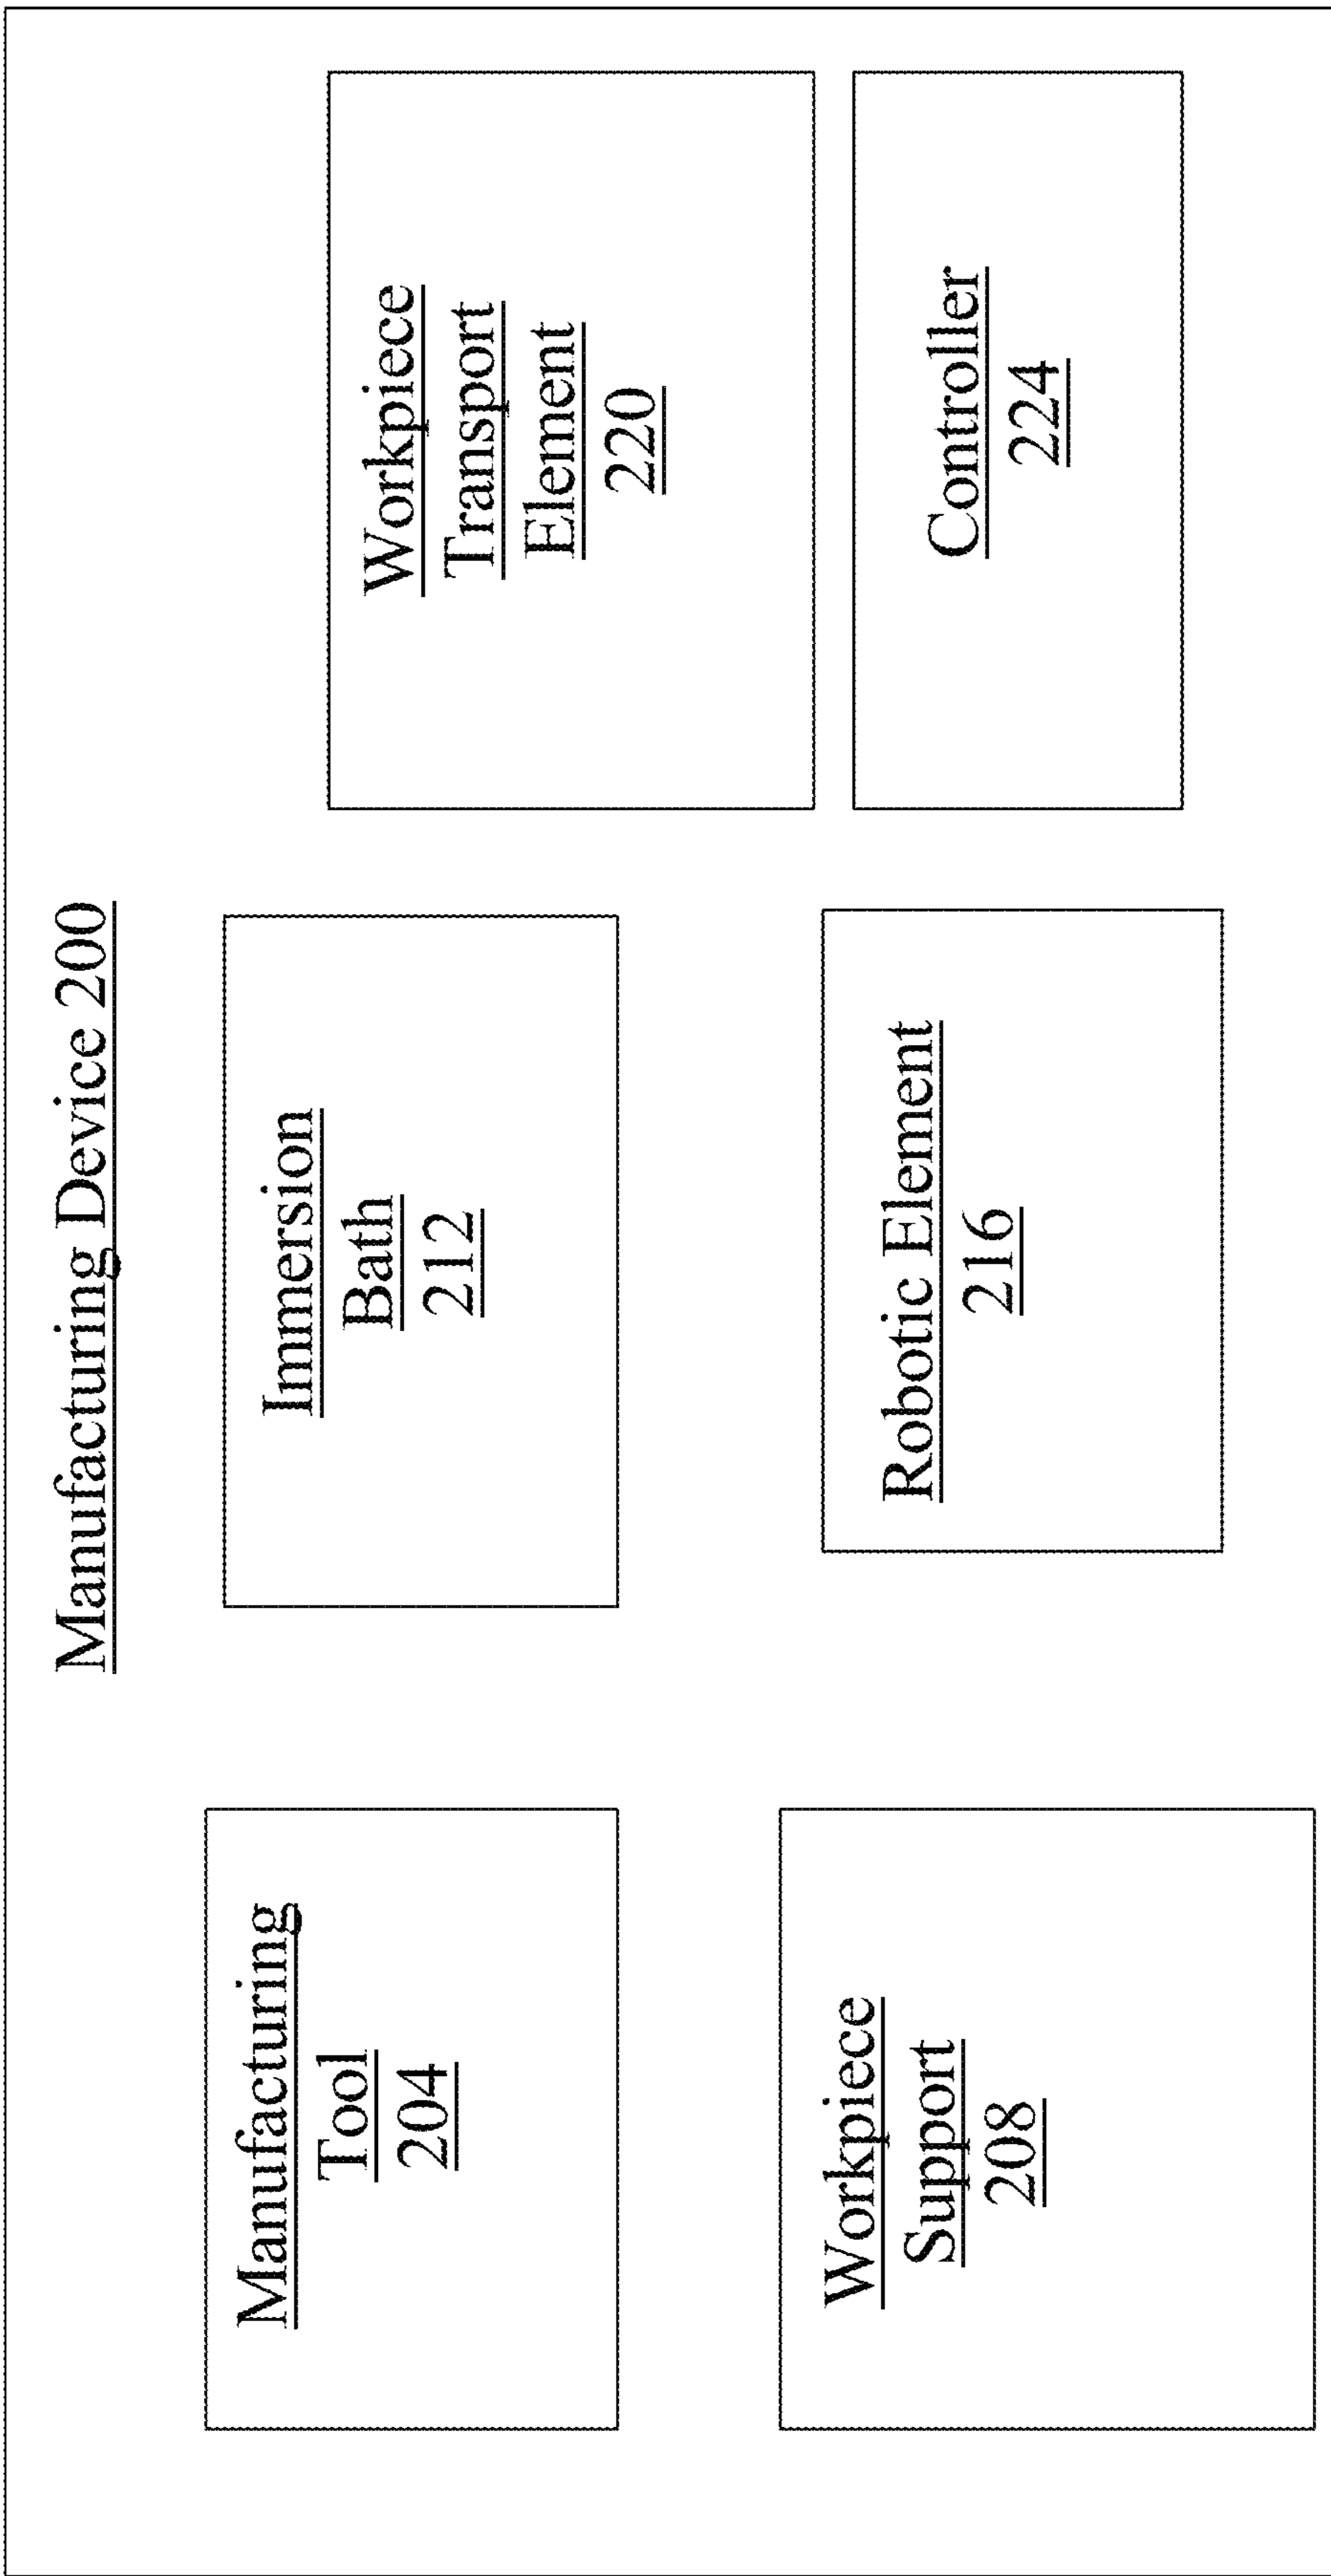 Manufacturing Device 200
Manufacturing
Tool
204
Workpiece
Support
208
Immersion
Bath
212
Robotic Element
216
Workpiece
Transport
Element
220
Controller
224